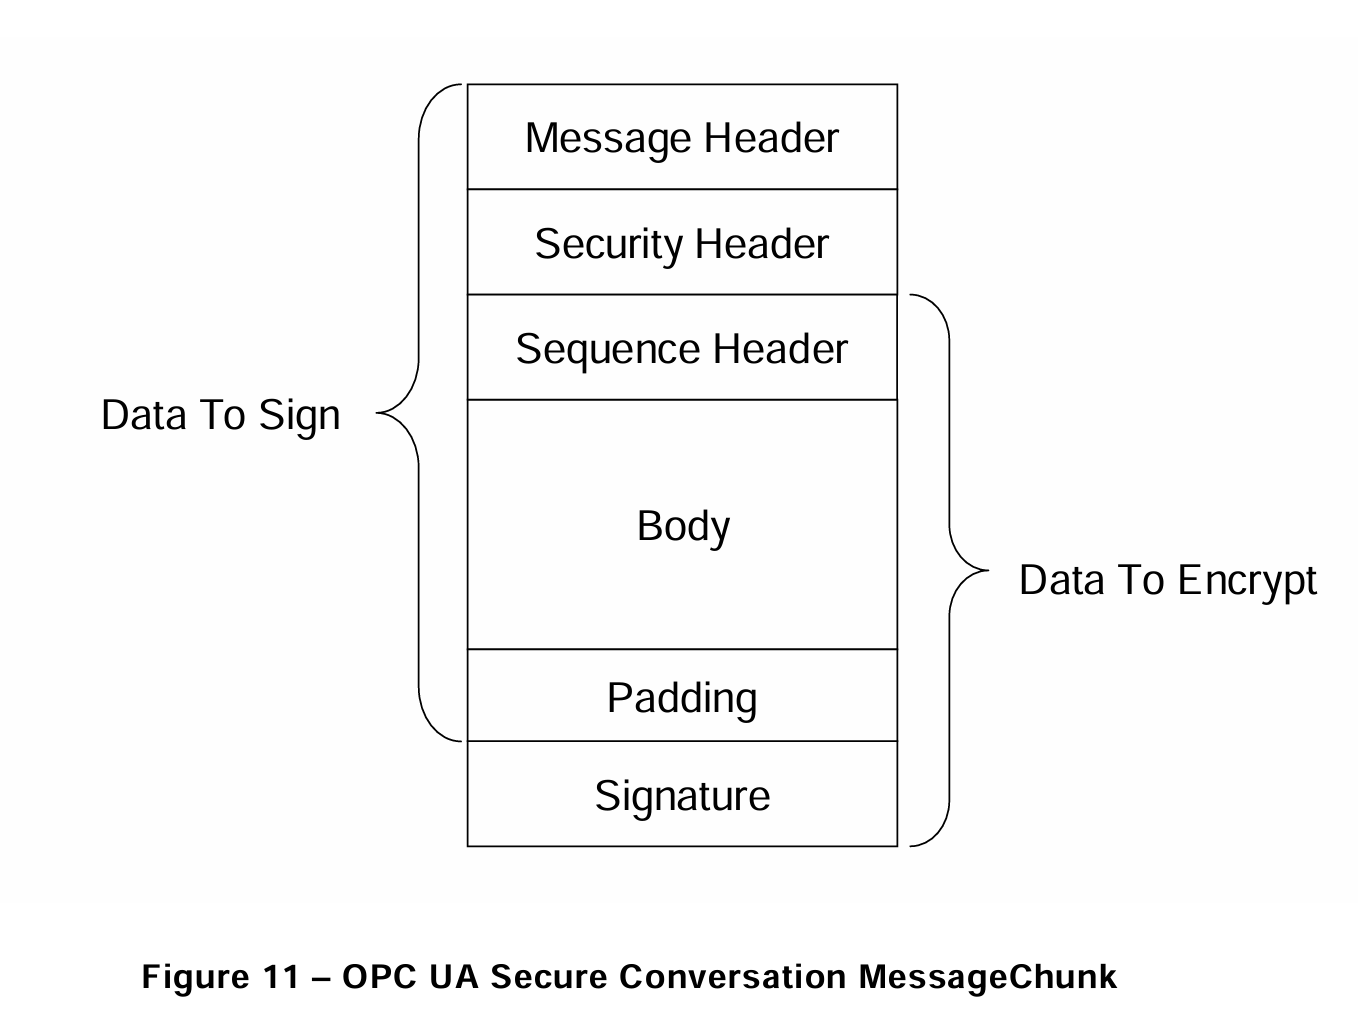 Message Header
Security Header
Sequence Header
Data To Sign
Body
Data To Encrypt
Padding
Signature
Figure 11 – OPC UA Secure Conversation MessageChunk